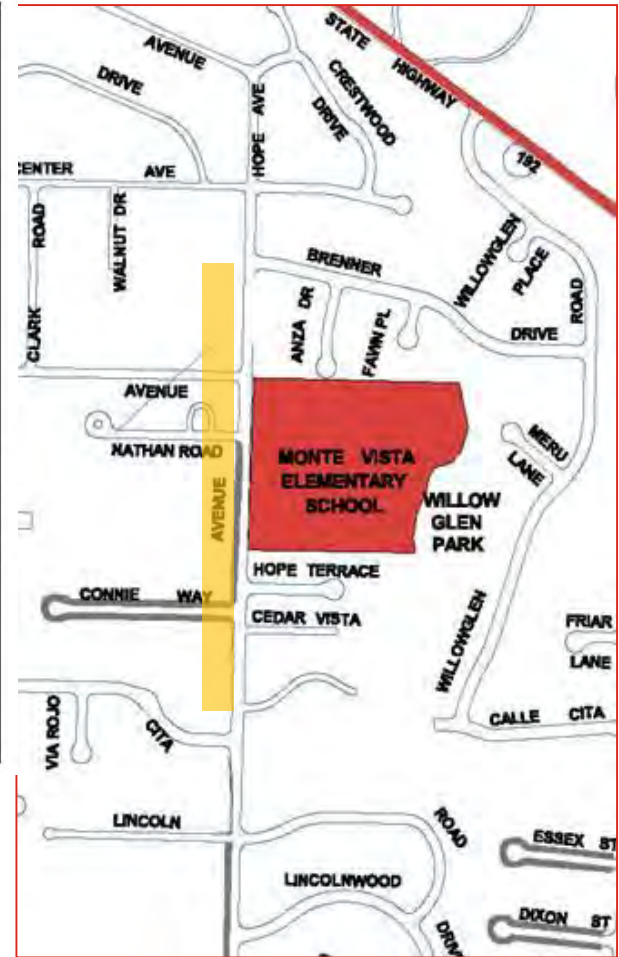 STATE
HIGHWAY
192
AVENUE
DRIVE
HOPE AVE
CRESTWOOD
DRIVE
CENTER AVE
ROAD
CLARK
WALNUT DR
BRENNER
DRIVE
WILLOWGLEN
PLACE
ROAD
ANZA DR
FAWN PL
AVENUE
NATHAN ROAD
AVENUE
MONTE VISTA
ELEMENTARY
SCHOOL
WILLOW
GLEN
PARK
MERU
LANE
HOPE TERRACE
CONNIE WAY
CEDAR VISTA
WILLOWGLEN
FRIAR
LANE
CALLE CITA
VIA ROJO
CITA
LINCOLN
ROAD
LINCOLNWOOD
DRIV
ESSEX ST
DIXON ST